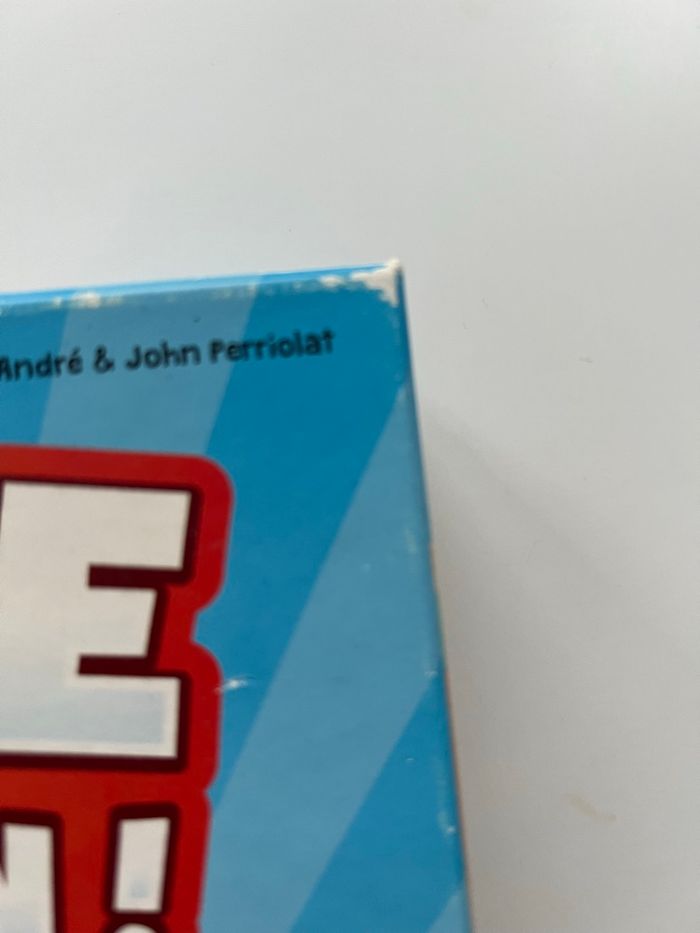 André & John Perriolat
E
N!